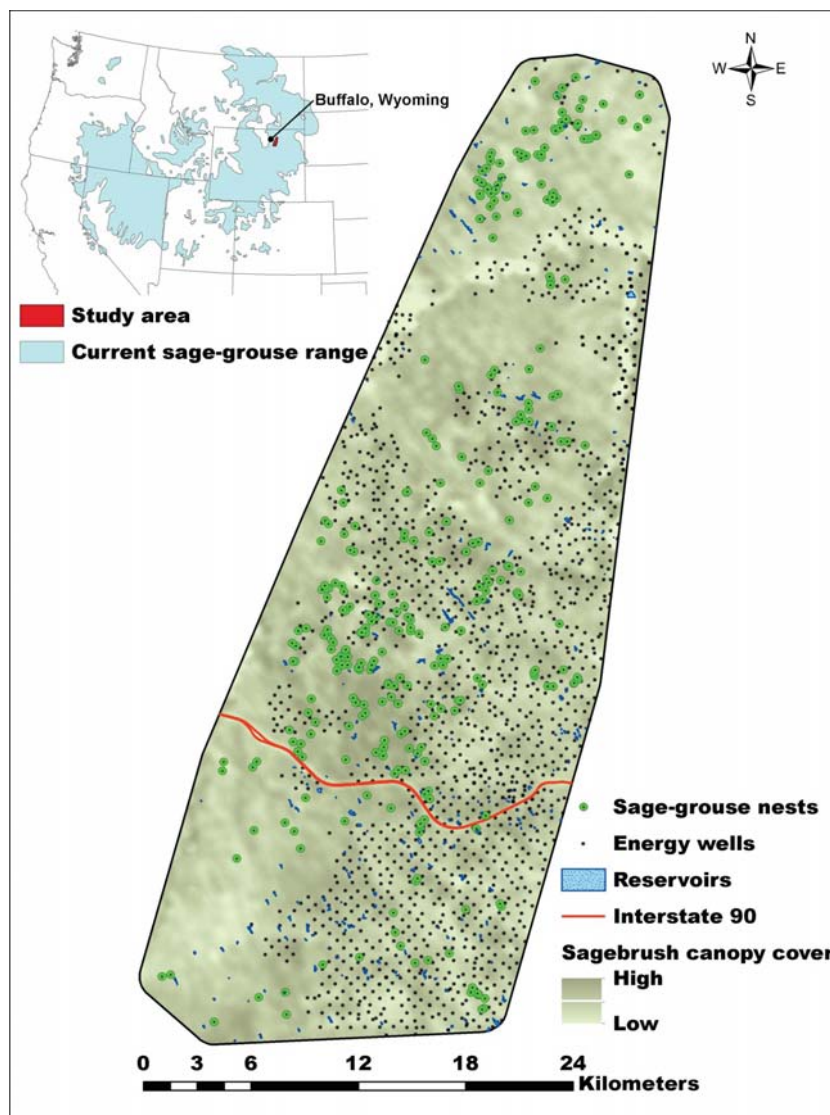 N
W E
S
Buffalo, Wyoming
Study area
Current sage-grouse range
Sage-grouse nests
Energy wells
Reservoirs
Interstate 90
Sagebrush canopy cover
High
Low
0 3 6 12 18 24
Kilometers